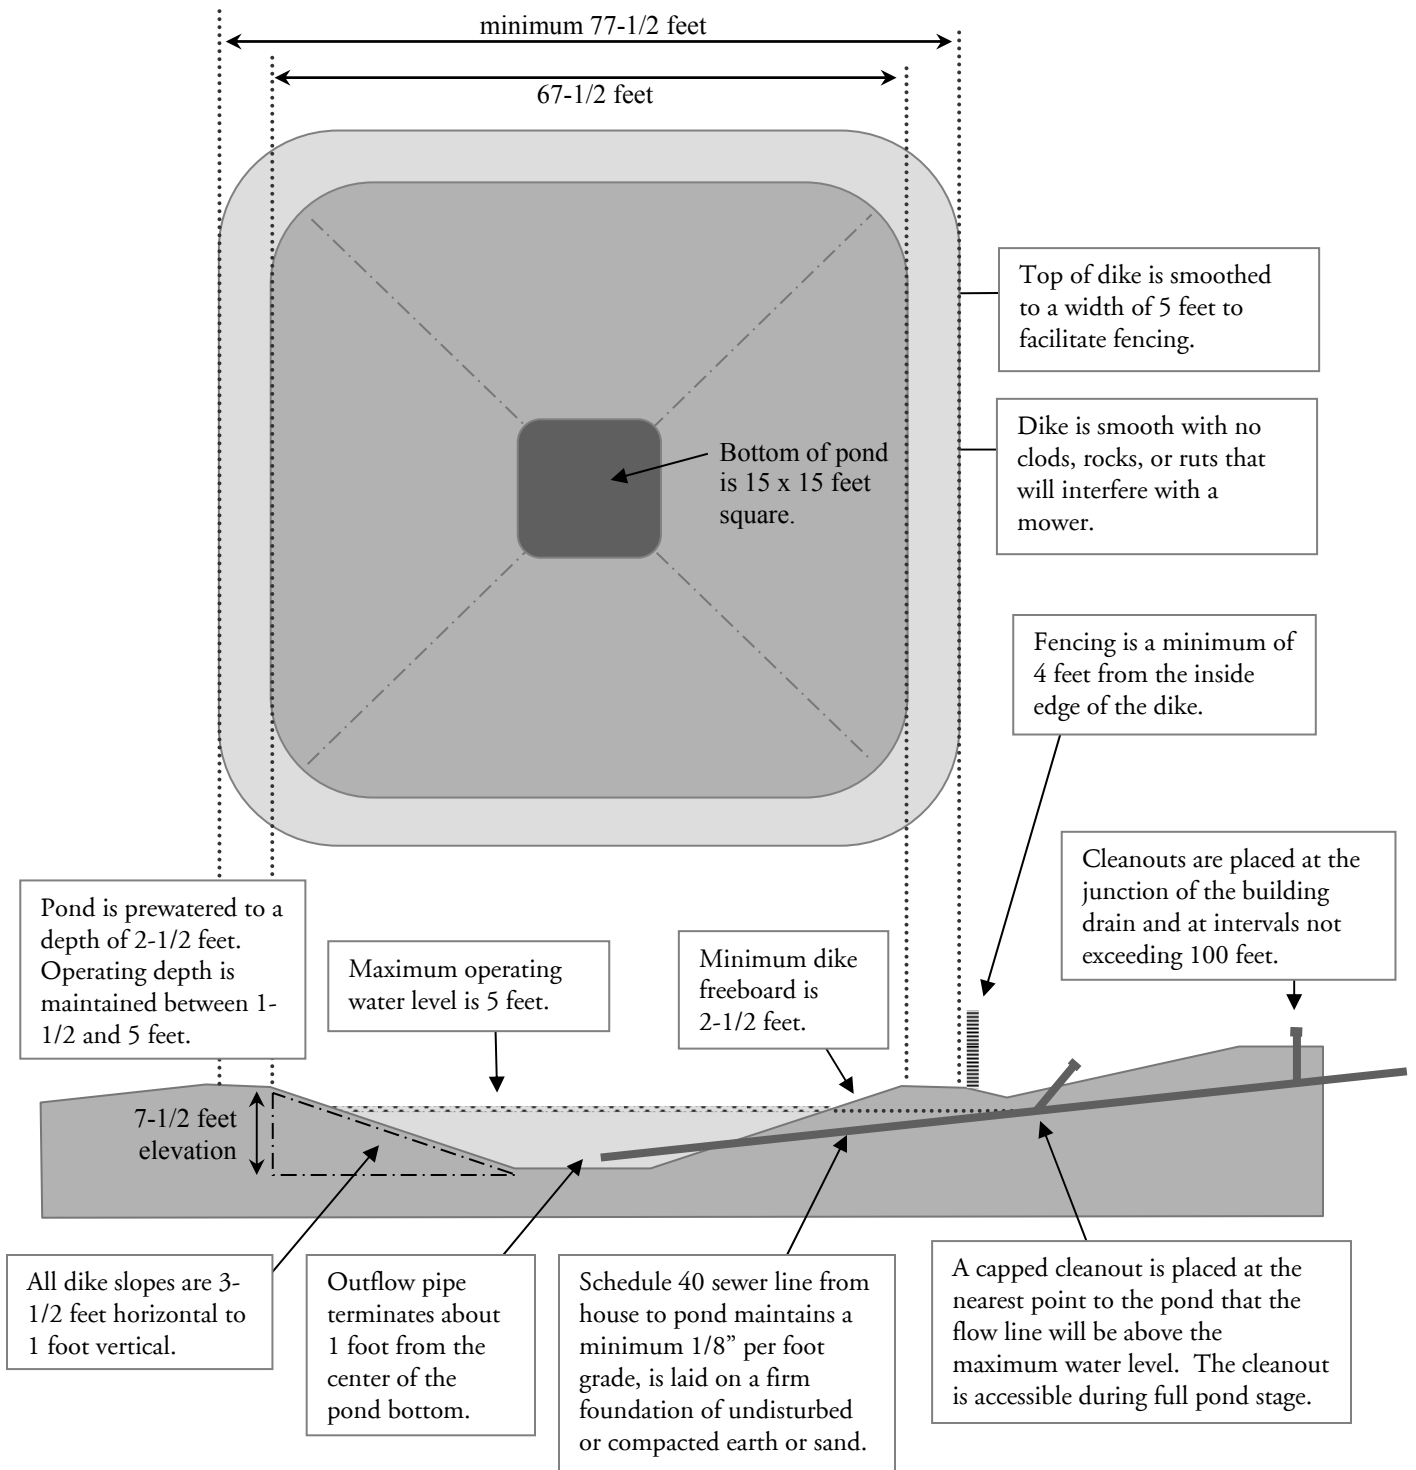 minimum 77-1/2 feet
67-1/2 feet
Top of dike is smoothed
to a width of 5 feet to
facilitate fencing.
Dike is smooth with no
clods, rocks, or ruts that
will interfere with a
mower.
Bottom of pond
is 15 x 15 feet
square.
Fencing is a minimum of
4 feet from the inside
edge of the dike.
Cleanouts are placed at the
junction of the building
drain and at intervals not
exceeding 100 feet.
Pond is prewatered to a
depth of 2-1/2 feet.
Operating depth is
maintained between 1-
1/2 and 5 feet.
Maximum operating
water level is 5 feet.
Minimum dike
freeboard is
2-1/2 feet.
7-1/2 feet
elevation
All dike slopes are 3-
1/2 feet horizontal to
1 foot vertical.
Outflow pipe
terminates about
1 foot from the
center of the
pond bottom.
Schedule 40 sewer line from
house to pond maintains a
minimum 1/8” per foot
grade, is laid on a firm
foundation of undisturbed
or compacted earth or sand.
A capped cleanout is placed at the
nearest point to the pond that the
flow line will be above the
maximum water level.  The cleanout
is accessible during full pond stage.